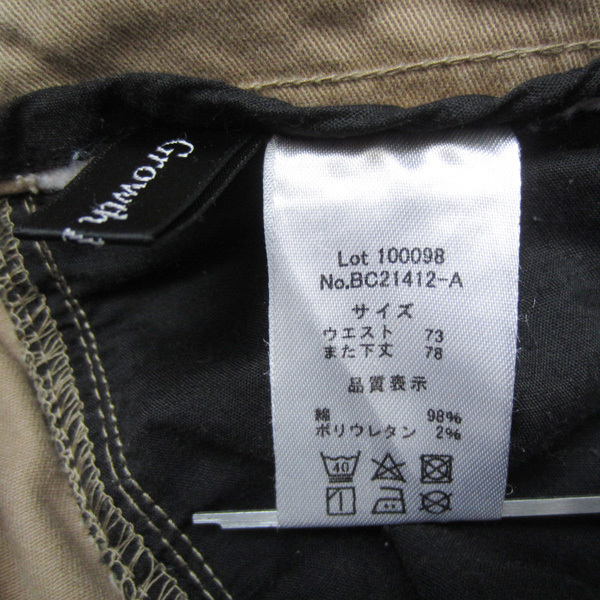 Growth
Lot 100098
No.BC21412-A
サイズ
ウエスト 73
また下丈 78
品質表示
綿 98%
ポリウレタン 2%
40